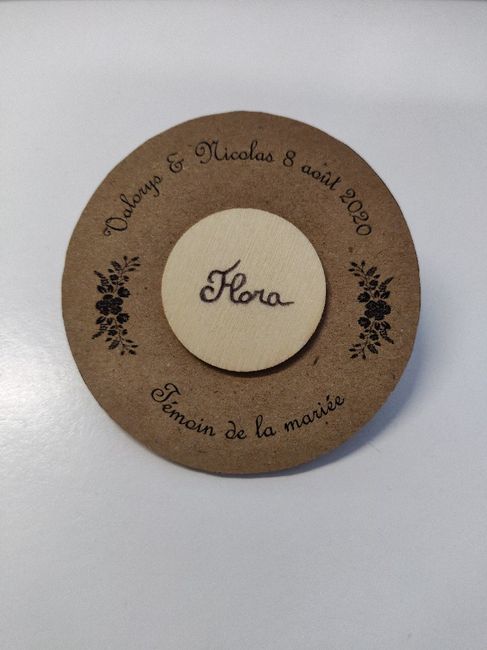 Valorys & Nicolas 8 août 2020
Flora
Témoin de la mariée